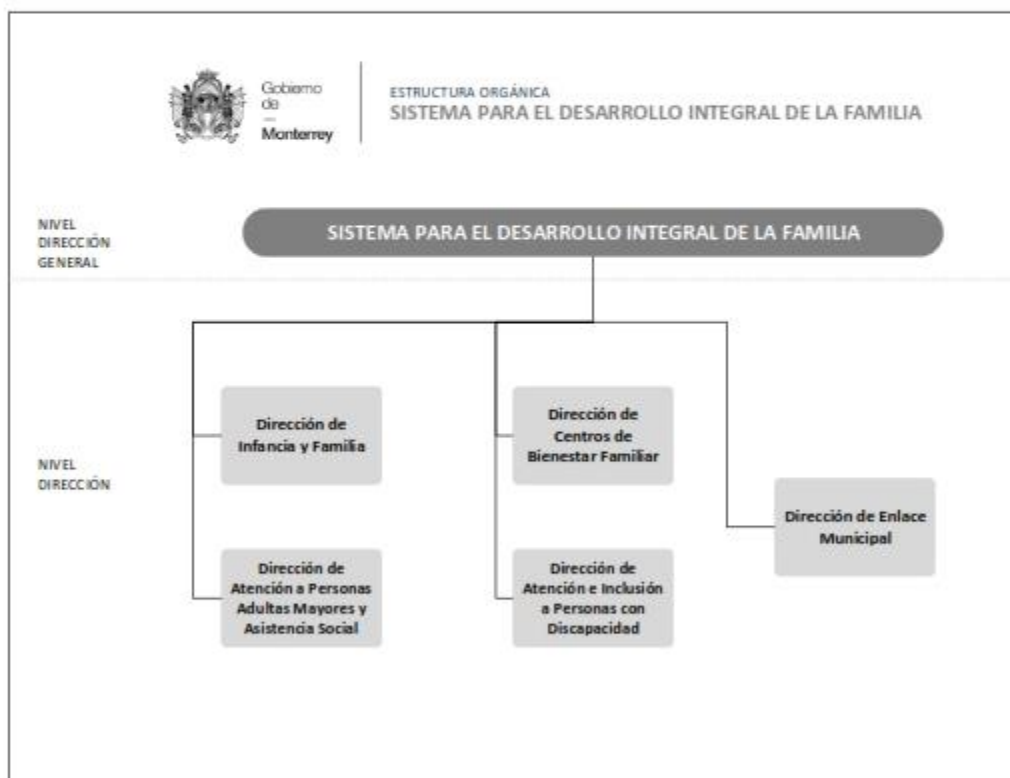 Gobierno
de
—
Monterrey
ESTRUCTURA ORGÁNICA
SISTEMA PARA EL DESARROLLO INTEGRAL DE LA FAMILIA
NIVEL
DIRECCIÓN
GENERAL
SISTEMA PARA EL DESARROLLO INTEGRAL DE LA FAMILIA
NIVEL
DIRECCIÓN
Dirección de
Infancia y Familia
Dirección de
Centros de
Bienestar Familiar
Dirección de Enlace
Municipal
Dirección de
Atención a Personas
Adultas Mayores y
Asistencia Social
Dirección de
Atención e Inclusión
a Personas con
Discapacidad